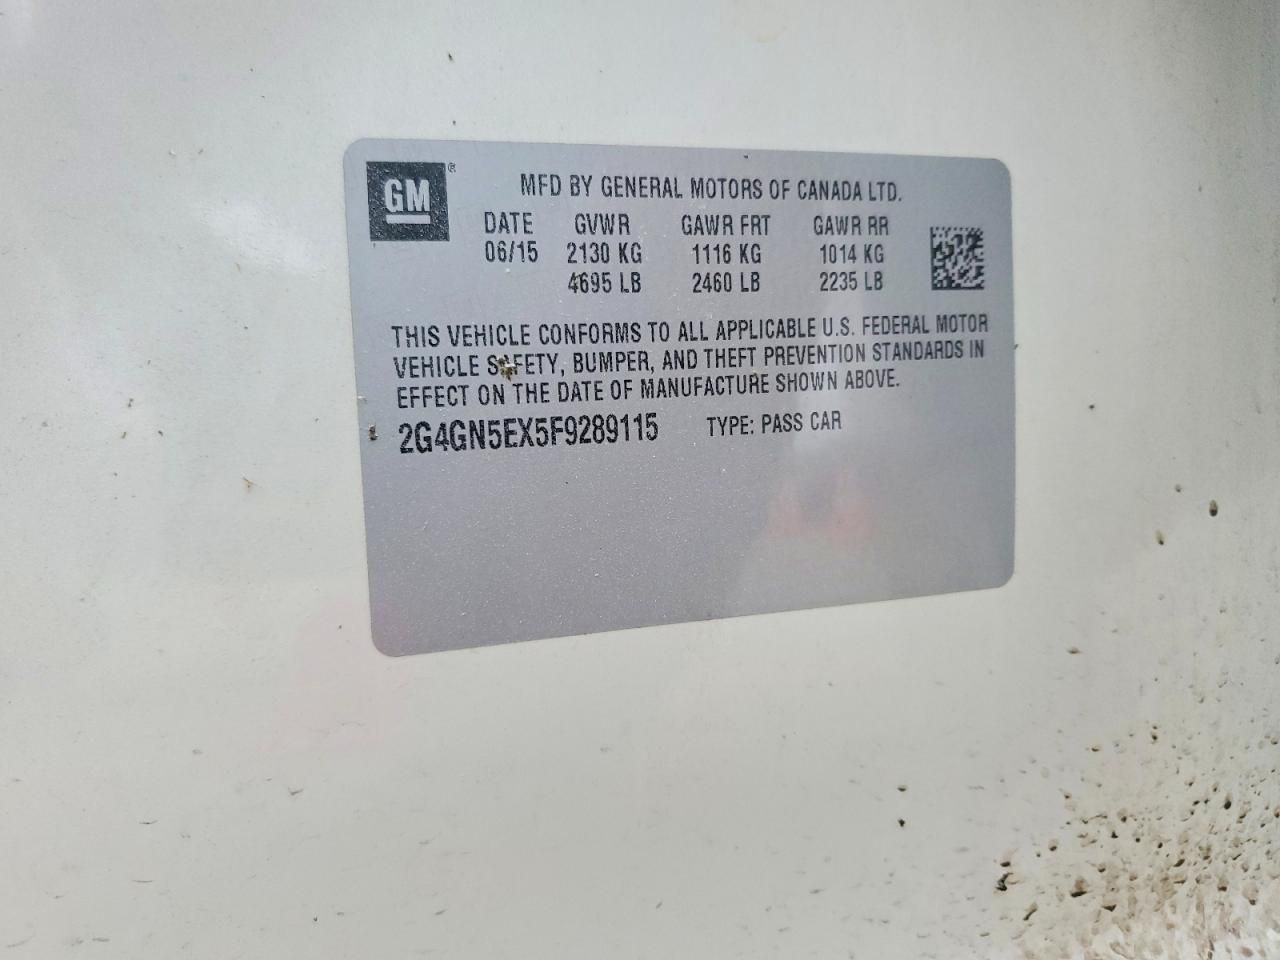 GM®
MFD BY GENERAL MOTORS OF CANADA LTD.
DATE GVWR GAWR FRT GAWR RR
06/15 2130 KG 1116 KG 1014 KG
4695 LB 2460 LB 2235 LB
THIS VEHICLE CONFORMS TO ALL APPLICABLE U.S. FEDERAL MOTOR
VEHICLE SAFETY, BUMPER, AND THEFT PREVENTION STANDARDS IN
EFFECT ON THE DATE OF MANUFACTURE SHOWN ABOVE.
2G4GN5EX5F9289115 TYPE: PASS CAR